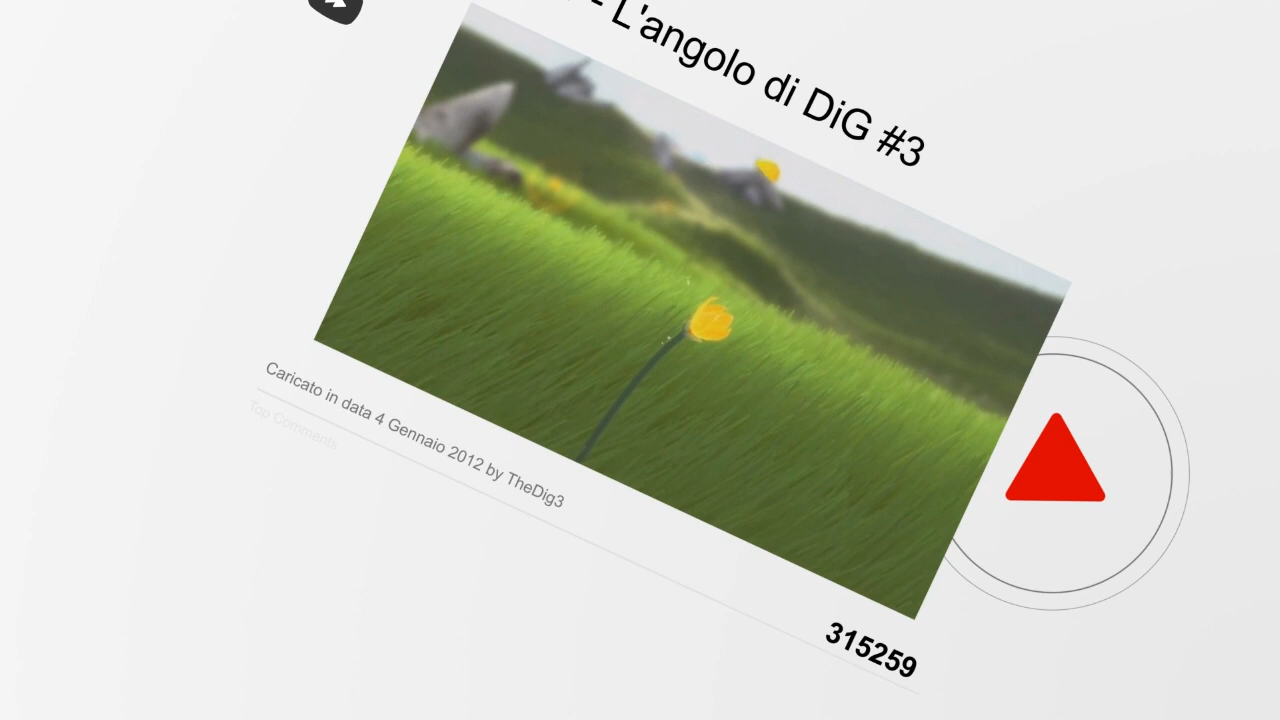 - L'angolo di DiG #3
Caricato in data 4 Gennaio 2012 by TheDig3
Top Comments
315259